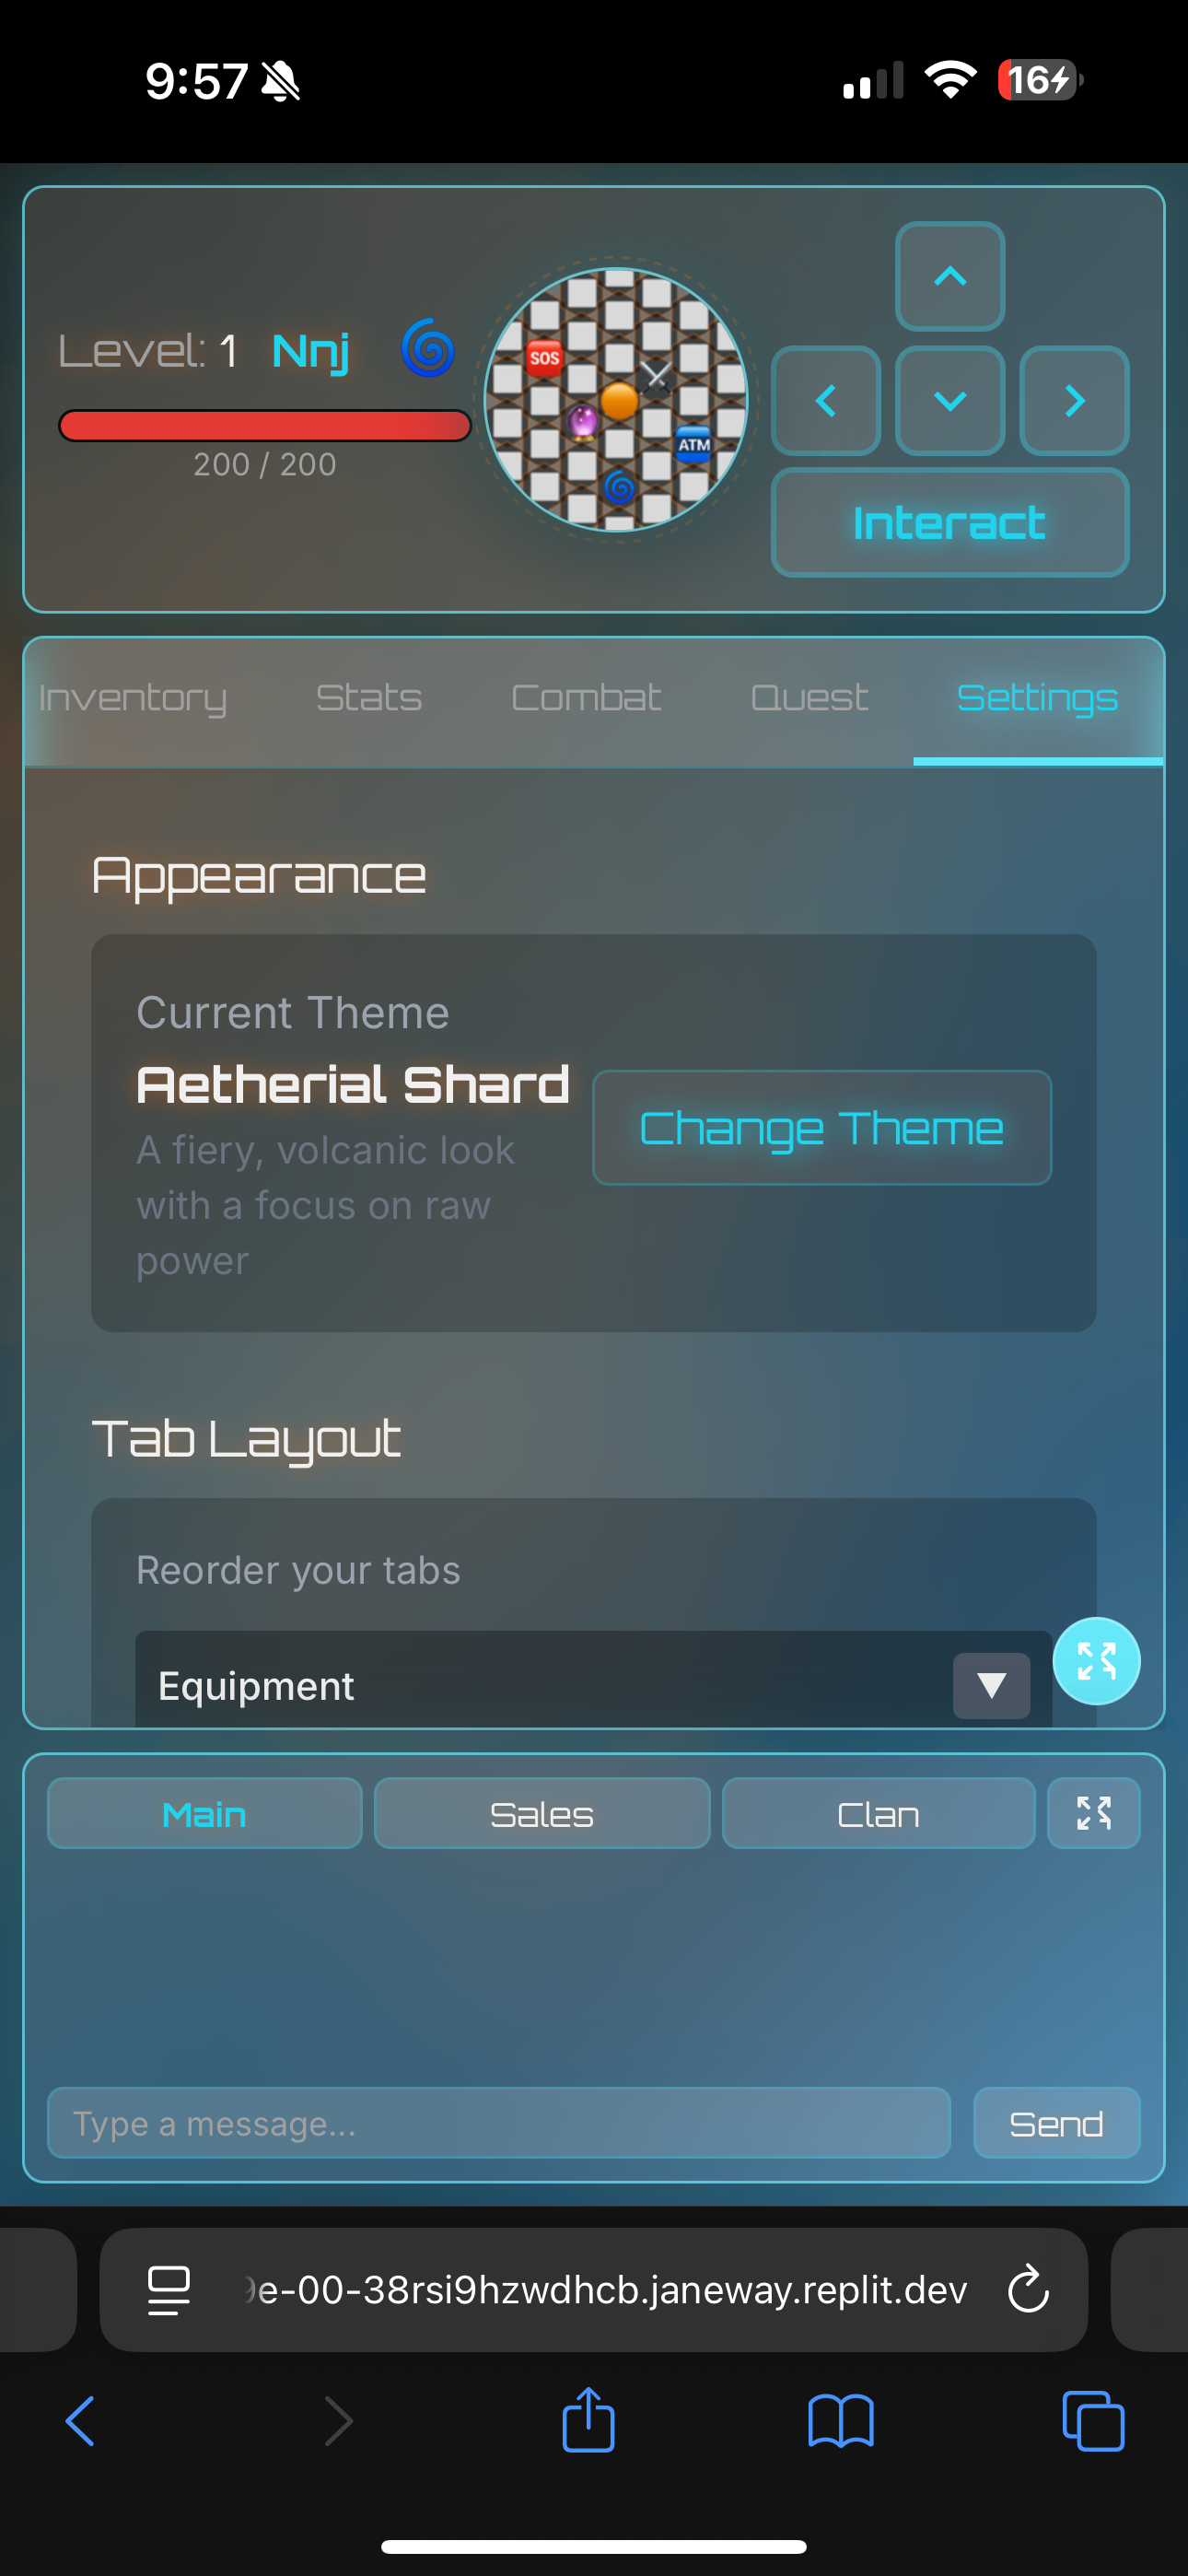 9:57
16
Level: 1 Nnj
200 / 200
SOS
ATM
Interact
Inventory Stats Combat Quest Settings
Appearance
Current Theme
Aetherial Shard
A fiery, volcanic look
with a focus on raw
power
Change Theme
Tab Layout
Reorder your tabs
Equipment
Main Sales Clan
Type a message...
Send
e-00-38rsi9hzwdhcb.janeway.replit.dev